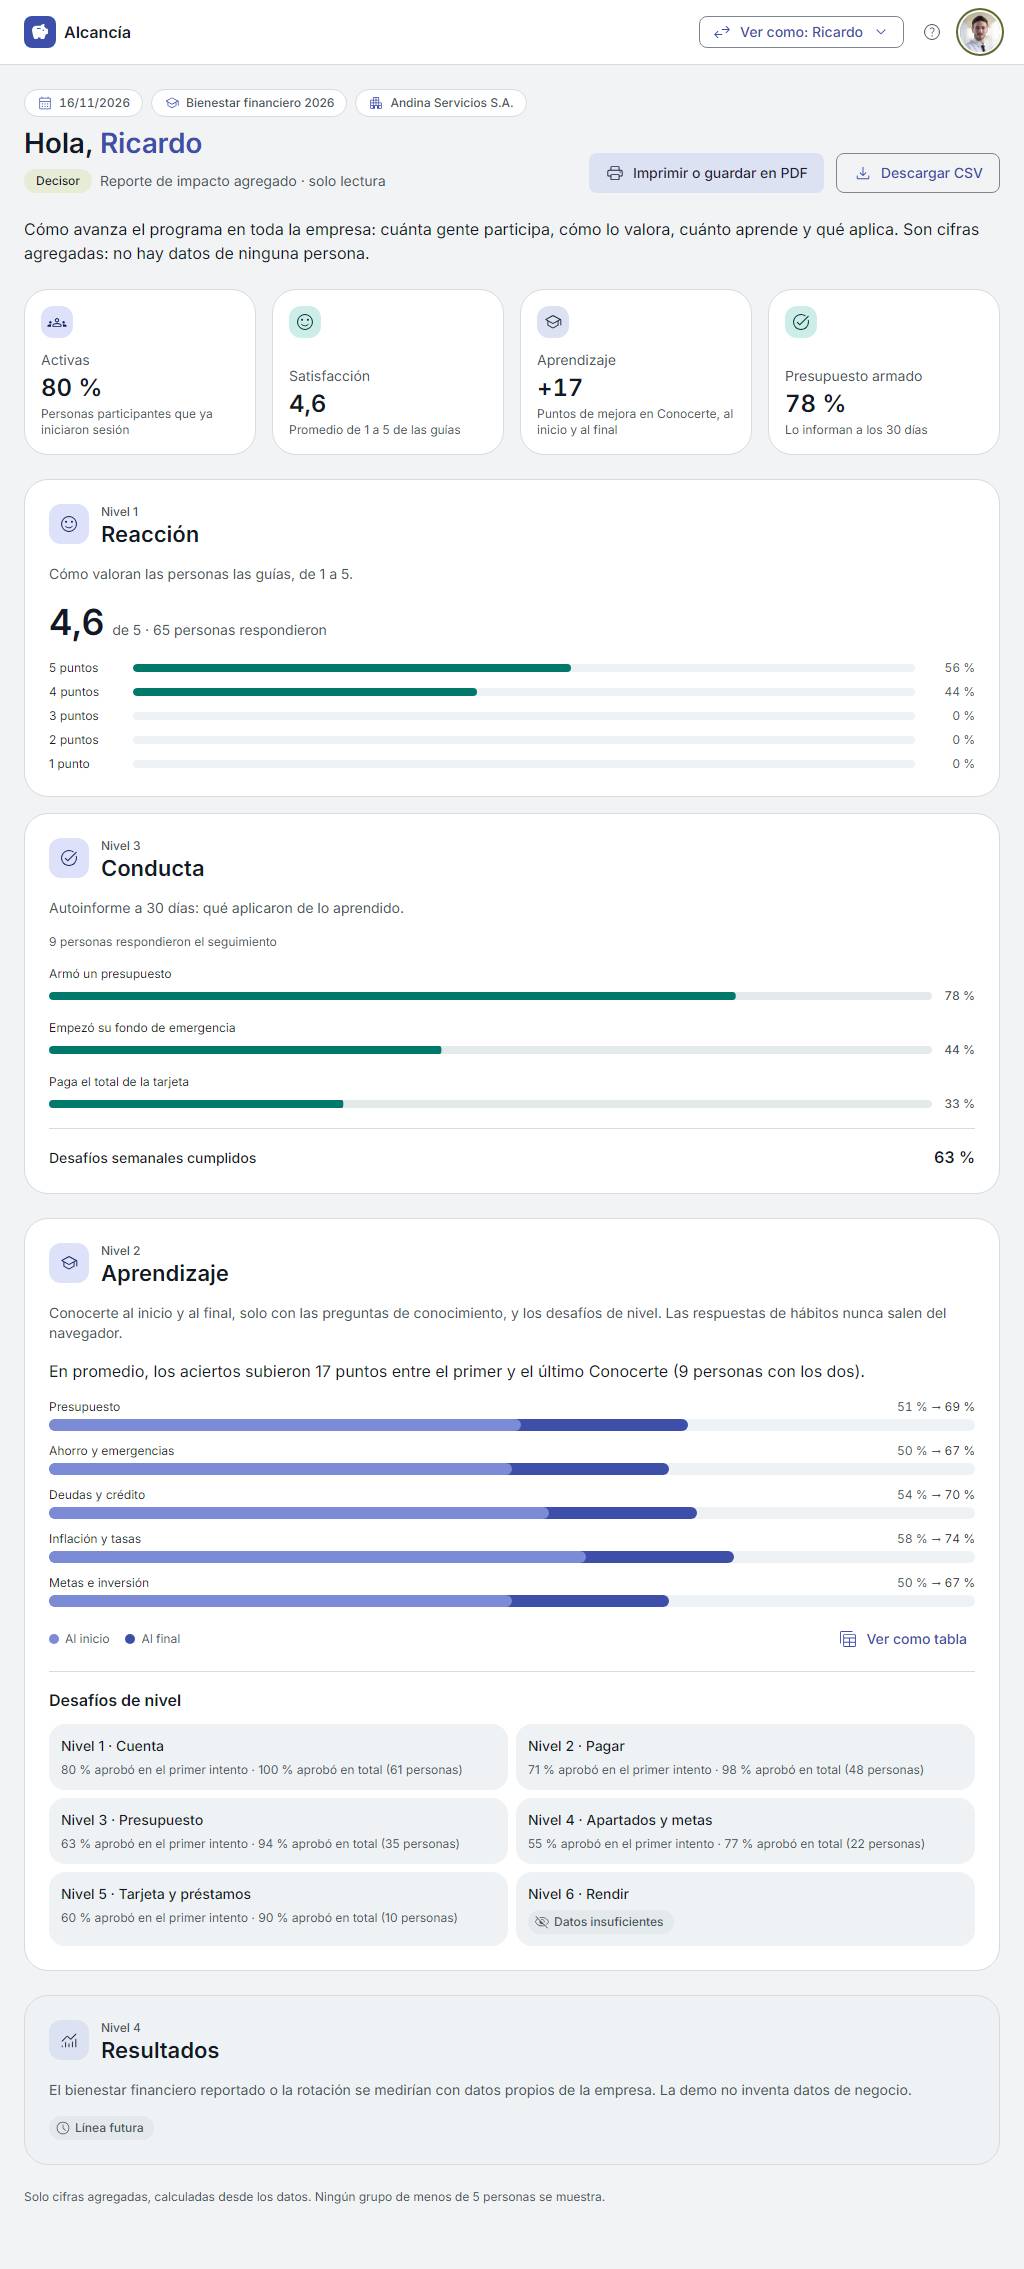 Alcancía
Ver como: Ricardo
16/11/2026
Bienestar financiero 2026
Andina Servicios S.A.
Hola, Ricardo
Decisor
Reporte de impacto agregado · solo lectura
Imprimir o guardar en PDF
Descargar CSV
Cómo avanza el programa en toda la empresa: cuánta gente participa, cómo lo valora, cuánto aprende y qué aplica. Son cifras
agregadas: no hay datos de ninguna persona.
Activas
80 %
Personas participantes que ya
iniciaron sesión
Satisfacción
4,6
Promedio de 1 a 5 de las guías
Aprendizaje
+17
Puntos de mejora en Conocerte, al
inicio y al final
Presupuesto armado
78 %
Lo informan a los 30 días
Nivel 1
Reacción
Cómo valoran las personas las guías, de 1 a 5.
4,6 de 5 · 65 personas respondieron
5 puntos 56 %
4 puntos 44 %
3 puntos 0 %
2 puntos 0 %
1 punto 0 %
Nivel 3
Conducta
Autoinforme a 30 días: qué aplicaron de lo aprendido.
9 personas respondieron el seguimiento
Armó un presupuesto
78 %
Empezó su fondo de emergencia
44 %
Paga el total de la tarjeta
33 %
Desafíos semanales cumplidos 63 %
Nivel 2
Aprendizaje
Conocerte al inicio y al final, solo con las preguntas de conocimiento, y los desafíos de nivel. Las respuestas de hábitos nunca salen del
navegador.
En promedio, los aciertos subieron 17 puntos entre el primer y el último Conocerte (9 personas con los dos).
Presupuesto 51 % → 69 %
Ahorro y emergencias 50 % → 67 %
Deudas y crédito 54 % → 70 %
Inflación y tasas 58 % → 74 %
Metas e inversión 50 % → 67 %
Al inicio
Al final
Ver como tabla
Desafíos de nivel
Nivel 1 · Cuenta
80 % aprobó en el primer intento · 100 % aprobó en total (61 personas)
Nivel 2 · Pagar
71 % aprobó en el primer intento · 98 % aprobó en total (48 personas)
Nivel 3 · Presupuesto
63 % aprobó en el primer intento · 94 % aprobó en total (35 personas)
Nivel 4 · Apartados y metas
55 % aprobó en el primer intento · 77 % aprobó en total (22 personas)
Nivel 5 · Tarjeta y préstamos
60 % aprobó en el primer intento · 90 % aprobó en total (10 personas)
Nivel 6 · Rendir
Datos insuficientes
Nivel 4
Resultados
El bienestar financiero reportado o la rotación se medirían con datos propios de la empresa. La demo no inventa datos de negocio.
Línea futura
Solo cifras agregadas, calculadas desde los datos. Ningún grupo de menos de 5 personas se muestra.